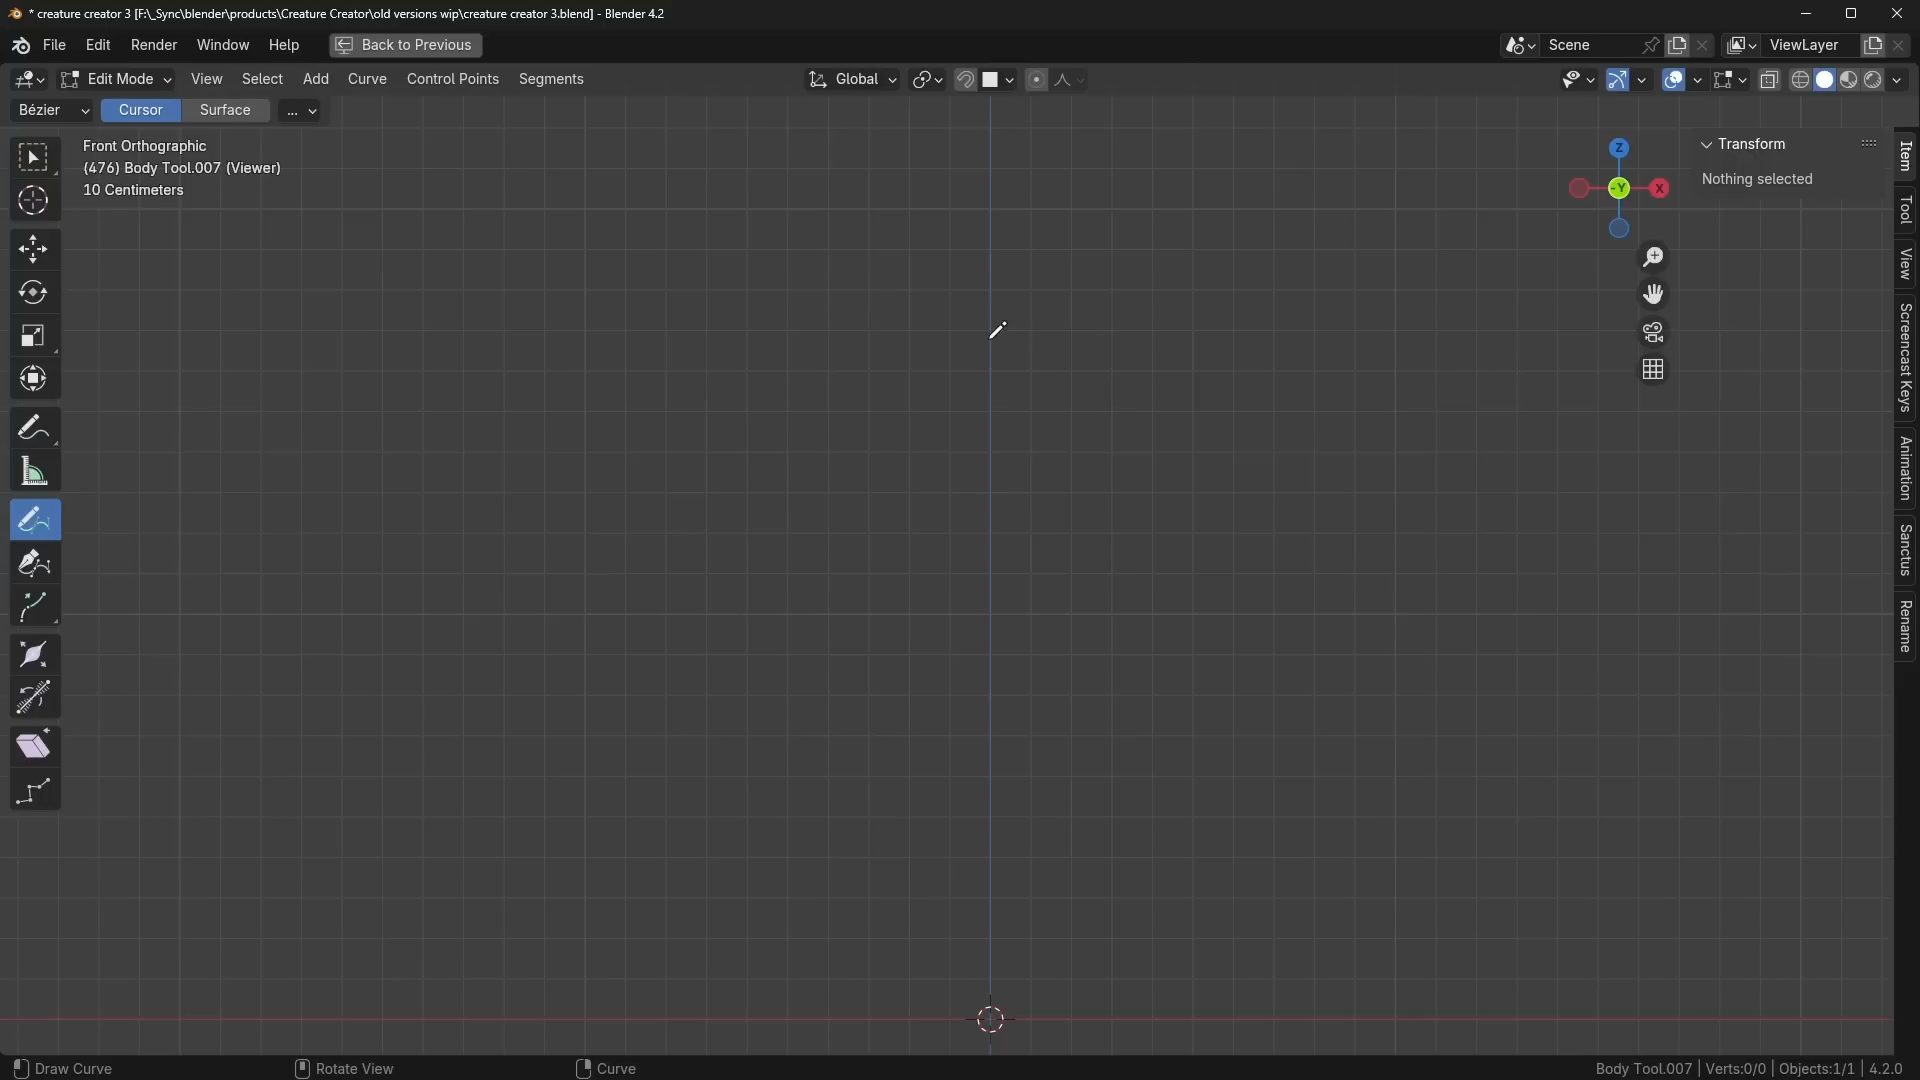 * creature creator 3 [F:\_Sync\blender\products\Creature Creator\old versions wip\creature creator 3.blend] - Blender 4.2
File Edit Render Window Help Back to Previous Scene ViewLayer
Edit Mode View Select Add Curve Control Points Segments Global
Bézier Cursor Surface ...
Front Orthographic
(476) Body Tool.007 (Viewer)
10 Centimeters
Z
-Y
X
Transform
Nothing selected
Item
Tool
View
Screencast Keys
Animation
Sanctus
Rename
Draw Curve Rotate View Curve Body Tool.007 | Verts:0/0 | Objects:1/1 | 4.2.0